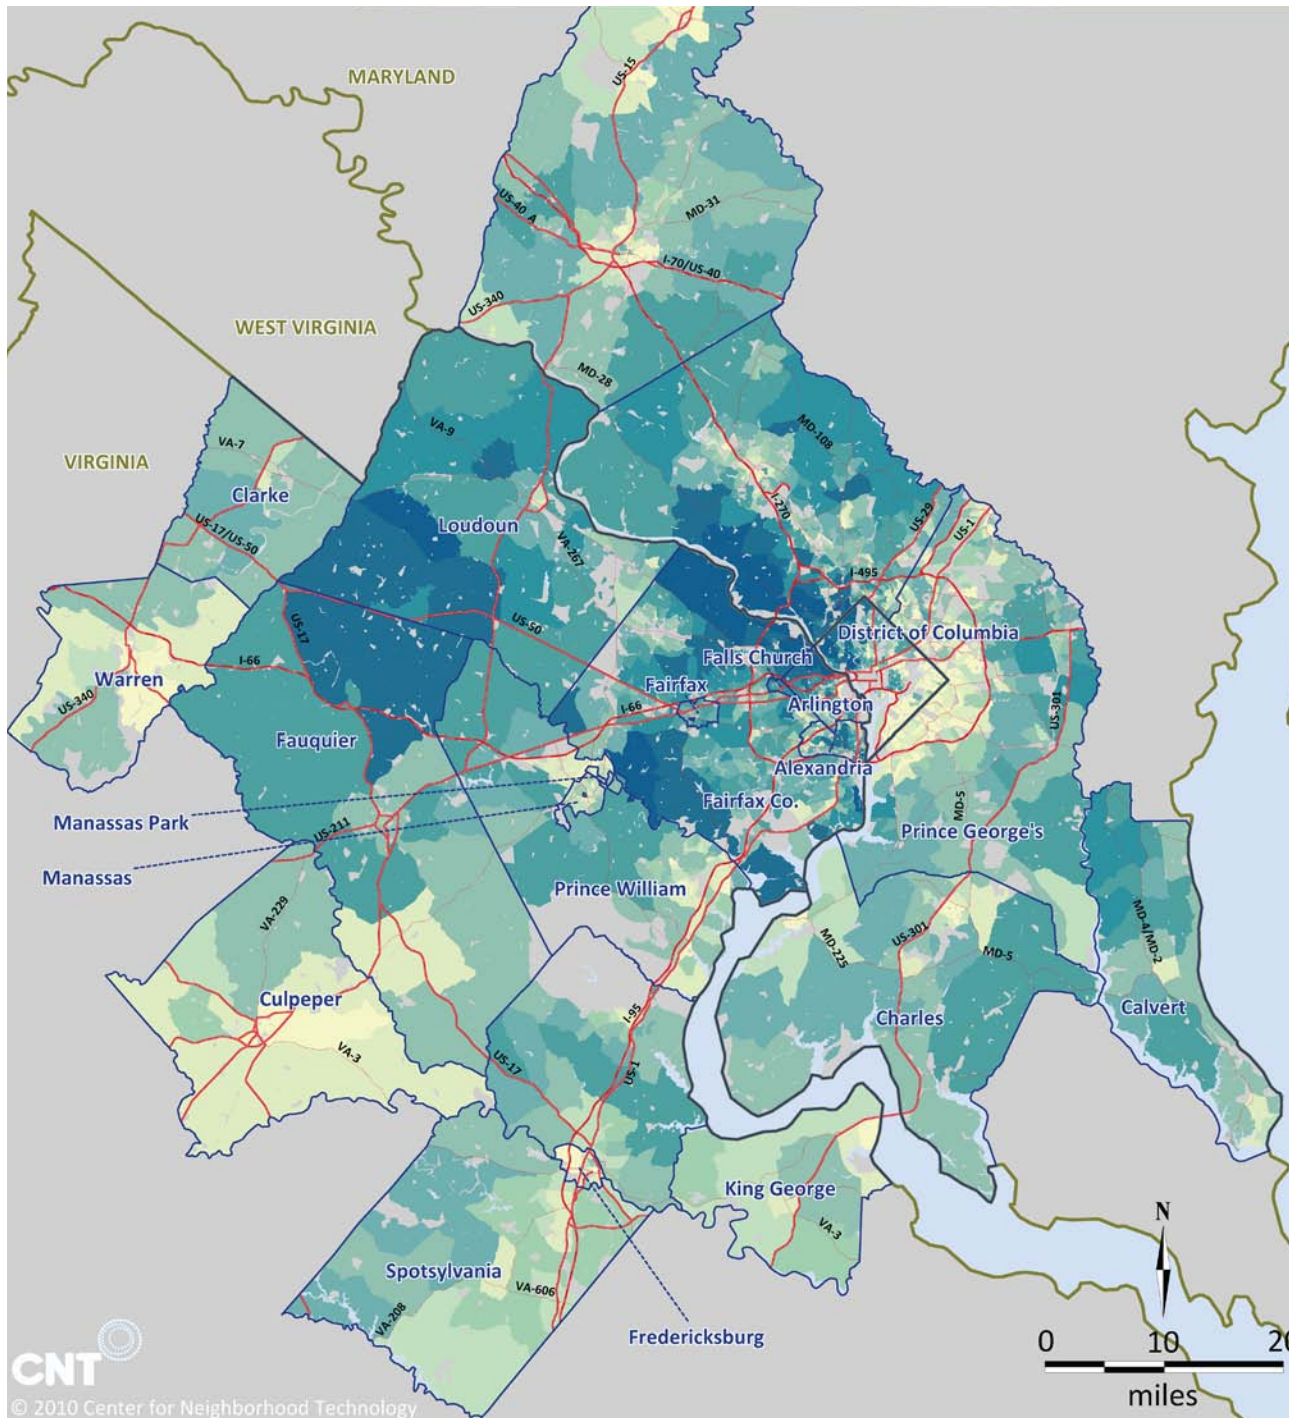 US-15
MARYLAND
US-40 A
MD-31
I-70/US-40
US-340
WEST VIRGINIA
MD-28
VA-9
MD-108
VA-7
VIRGINIA
Clarke
US-17/US-50
Loudoun
VA-267
I-270
US-29
US-1
I-495
US-17
US-50
District of Columbia
Falls Church
I-66
Warren
Fairfax
US-340
I-66
Arlington
US-301
Fauquier
Alexandria
Fairfax Co.
Manassas Park
US-211
MD-5
Prince George's
Manassas
Prince William
VA-229
MD-4/MD-2
US-301
MD-225
MD-5
Culpeper
I-95
Charles
Calvert
VA-3
US-17
US-1
King George
VA-3
N
Spotsylvania
VA-606
VA-208
Fredericksburg
CNT
0 10 20
miles
© 2010 Center for Neighborhood Technology